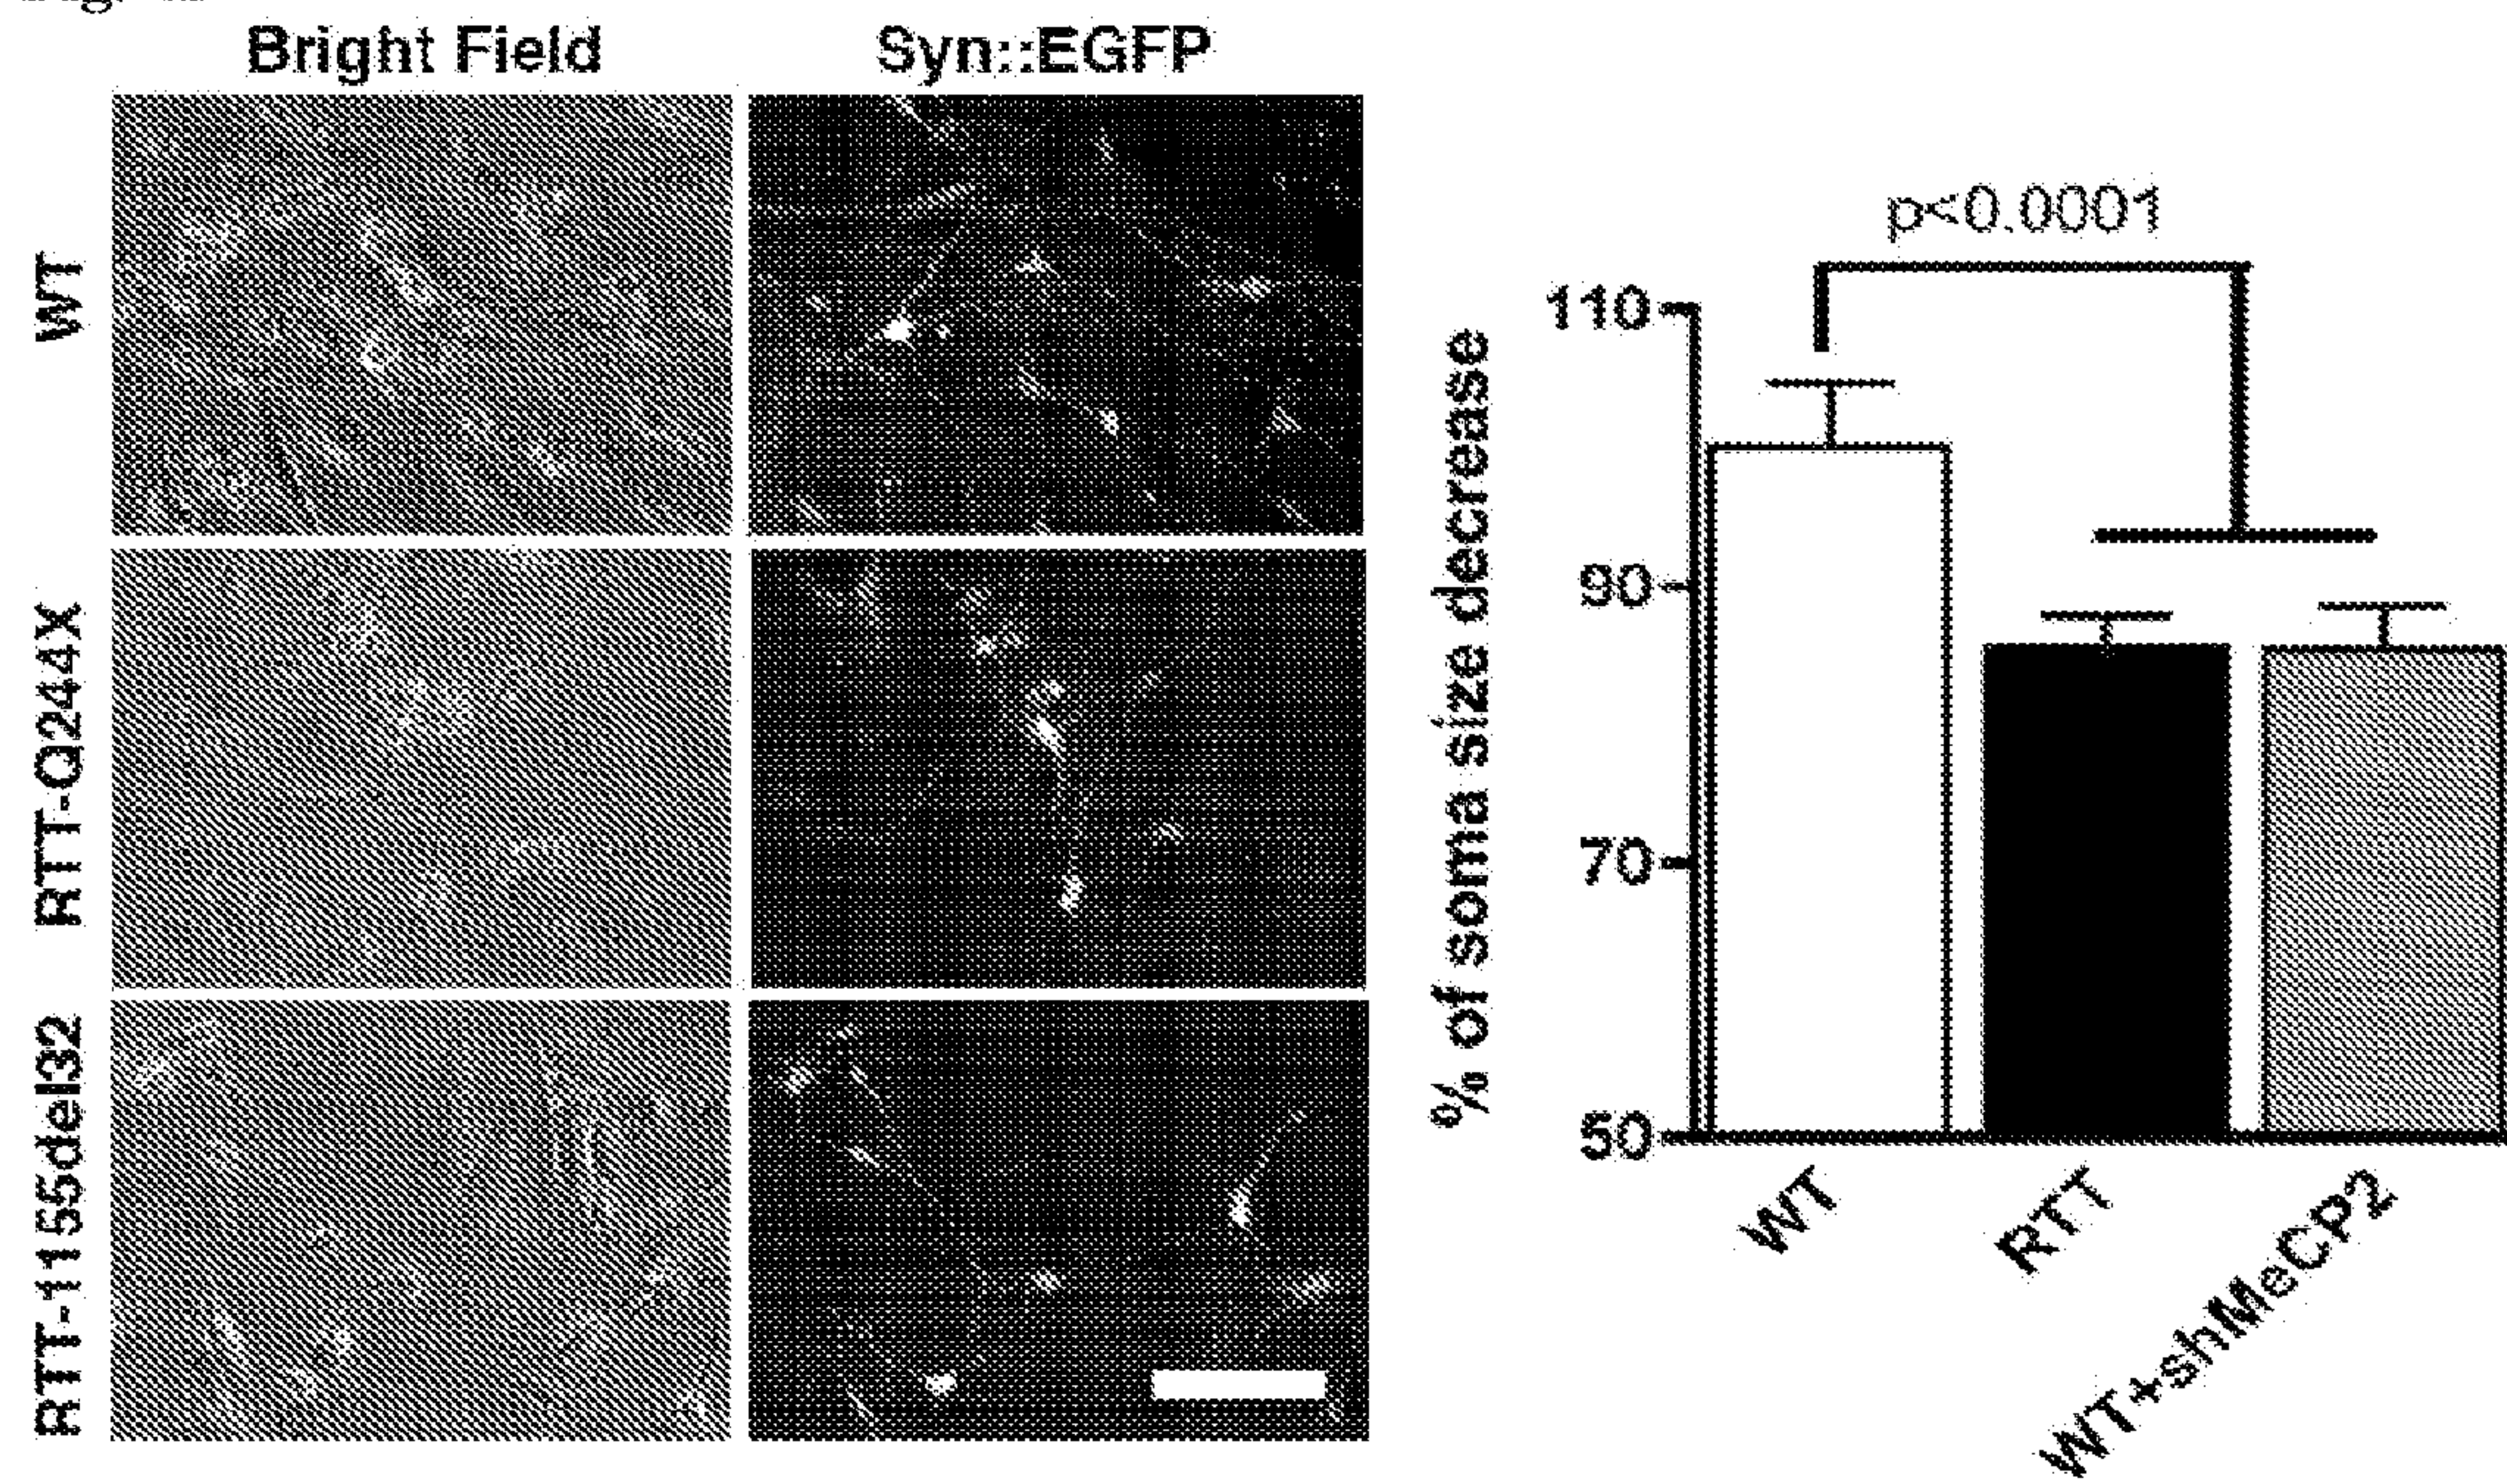 Bright Field
Syn::EGFP
WT
RTT-Q244X
RTT-1155del32
p<0.0001
% of soma size decrease
110
90
70
50
WT
RTT
WT+shMeCP2